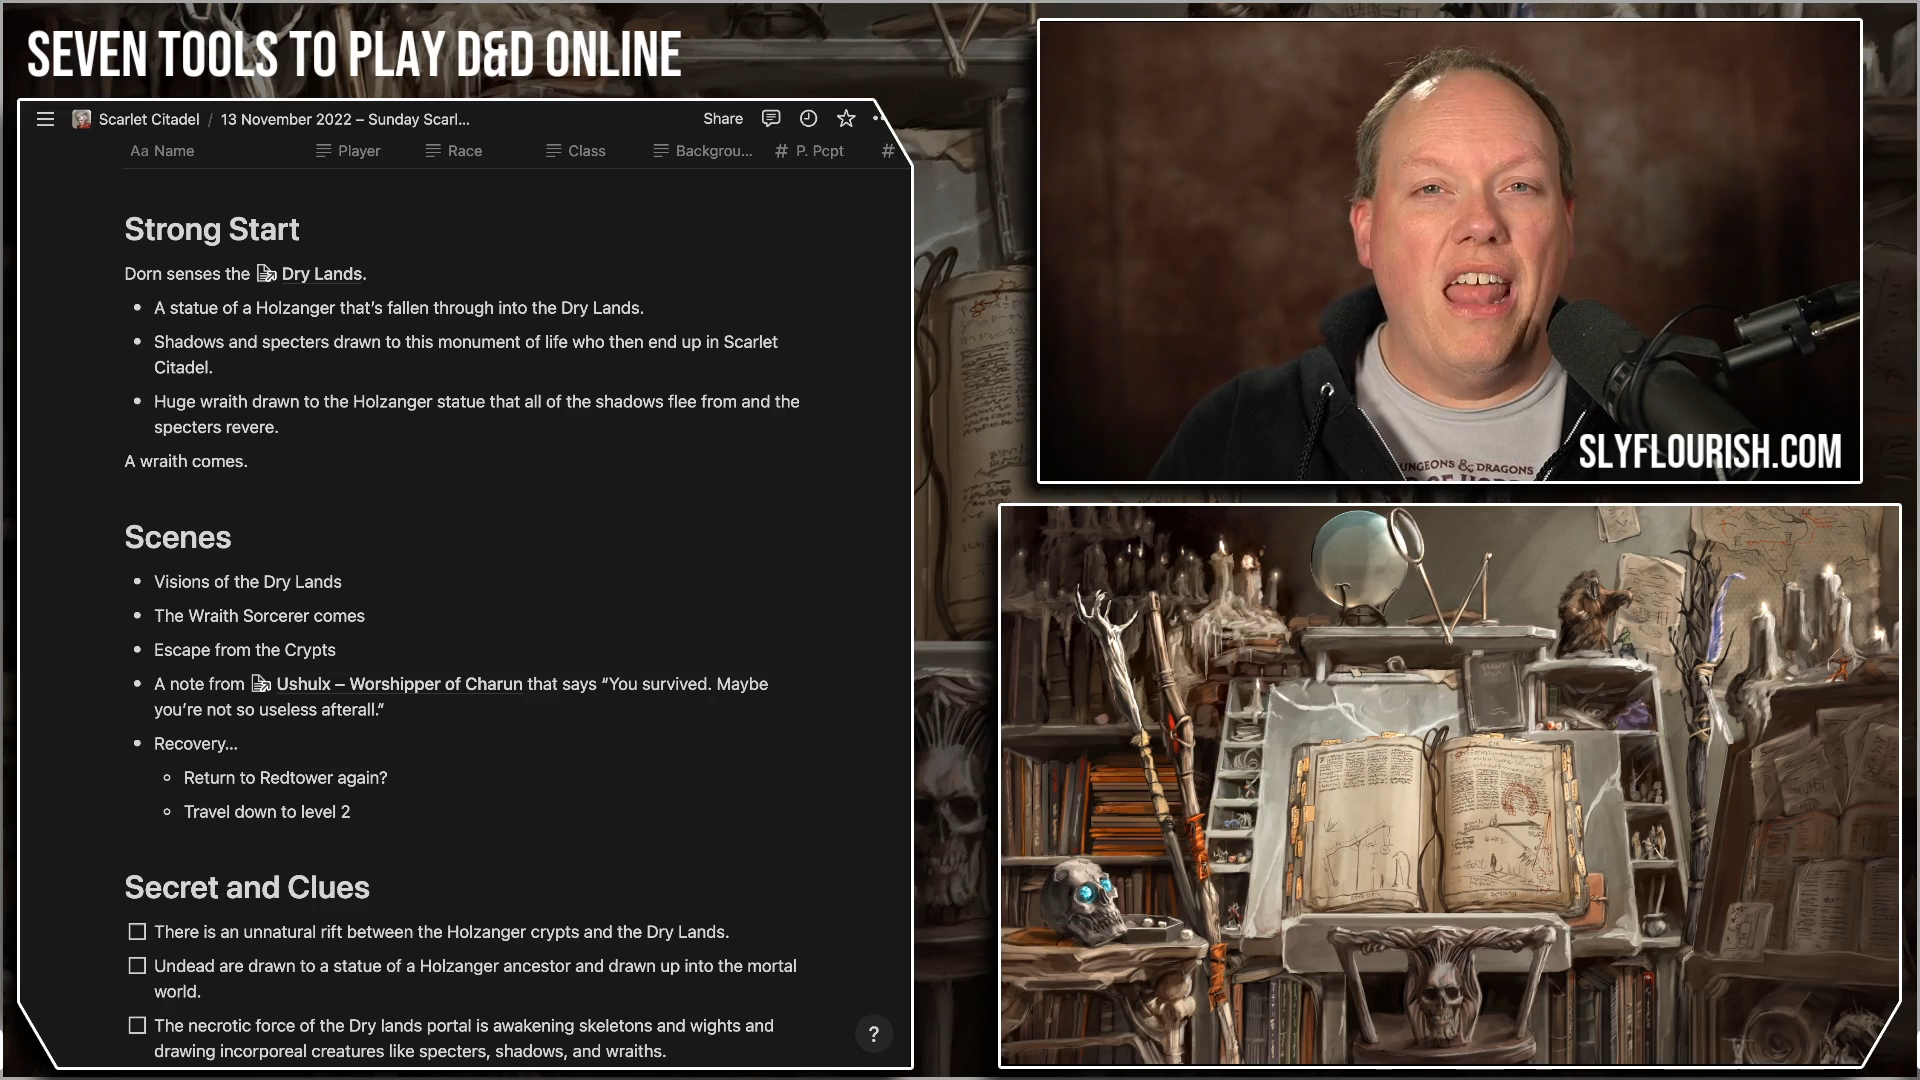 SEVEN TOOLS TO PLAY D&D ONLINE
Scarlet Citadel / 13 November 2022 – Sunday Scarl...
Share
Aa Name
Player
Race
Class
Backgrou...
# P. Pcpt
#
Strong Start
Dorn senses the Dry Lands.
• A statue of a Holzanger that’s fallen through into the Dry Lands.
• Shadows and specters drawn to this monument of life who then end up in Scarlet
Citadel.
• Huge wraith drawn to the Holzanger statue that all of the shadows flee from and the
specters revere.
A wraith comes.
Scenes
• Visions of the Dry Lands
• The Wraith Sorcerer comes
• Escape from the Crypts
• A note from Ushulx – Worshipper of Charun that says “You survived. Maybe
you’re not so useless afterall.”
• Recovery...
◦ Return to Redtower again?
◦ Travel down to level 2
Secret and Clues
There is an unnatural rift between the Holzanger crypts and the Dry Lands.
Undead are drawn to a statue of a Holzanger ancestor and drawn up into the mortal
world.
The necrotic force of the Dry lands portal is awakening skeletons and wights and
drawing incorporeal creatures like specters, shadows, and wraiths.
?
SLYFLOURISH.COM
DUNGEONS & DRAGONS